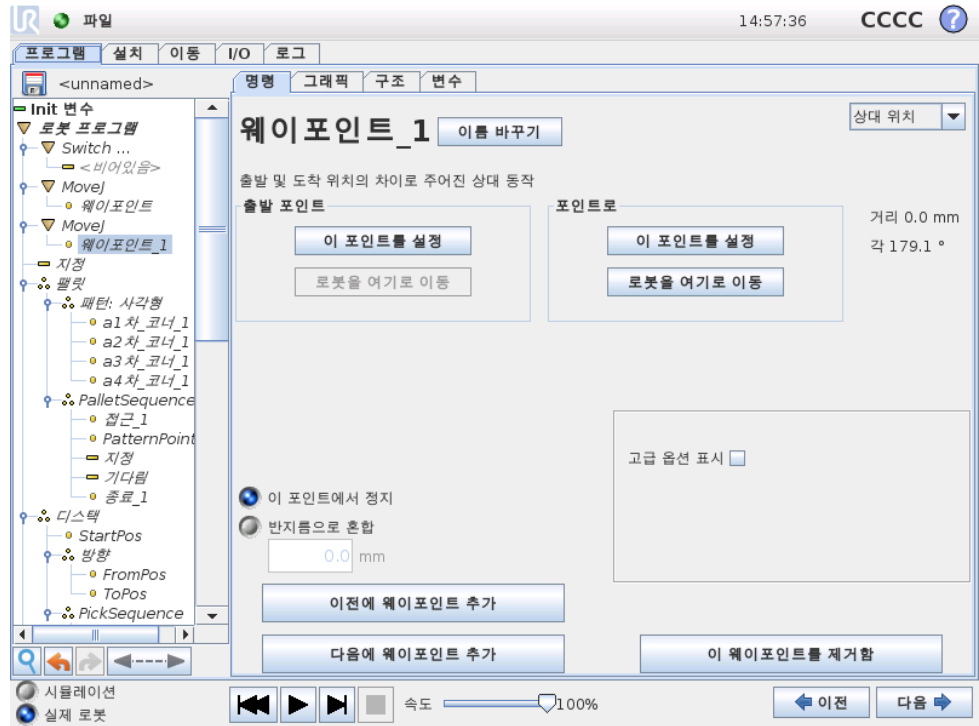 UR 파일 14:57:36 CCCC ?
프로그램 설치 이동 I/O 로그
<unnamed>
명령 그래픽 구조 변수
Init 변수
로봇 프로그램
Switch ...
<비어있음>
MoveJ
웨이포인트
MoveJ
웨이포인트_1
지정
팰릿
패턴: 사각형
a1차_코너_1
a2차_코너_1
a3차_코너_1
a4차_코너_1
PalletSequence
접근_1
PatternPoint
지정
기다림
종료_1
디스택
StartPos
방향
FromPos
ToPos
PickSequence
웨이포인트_1 이름 바꾸기
상대 위치
출발 및 도착 위치의 차이로 주어진 상대 동작
출발 포인트
이 포인트를 설정
로봇을 여기로 이동
포인트로
이 포인트를 설정
로봇을 여기로 이동
거리 0.0 mm
각 179.1 °
고급 옵션 표시
이 포인트에서 정지
반지름으로 혼합
0.0 mm
이전에 웨이포인트 추가
다음에 웨이포인트 추가
이 웨이포인트를 제거함
시뮬레이션
실제 로봇
속도 100%
이전 다음